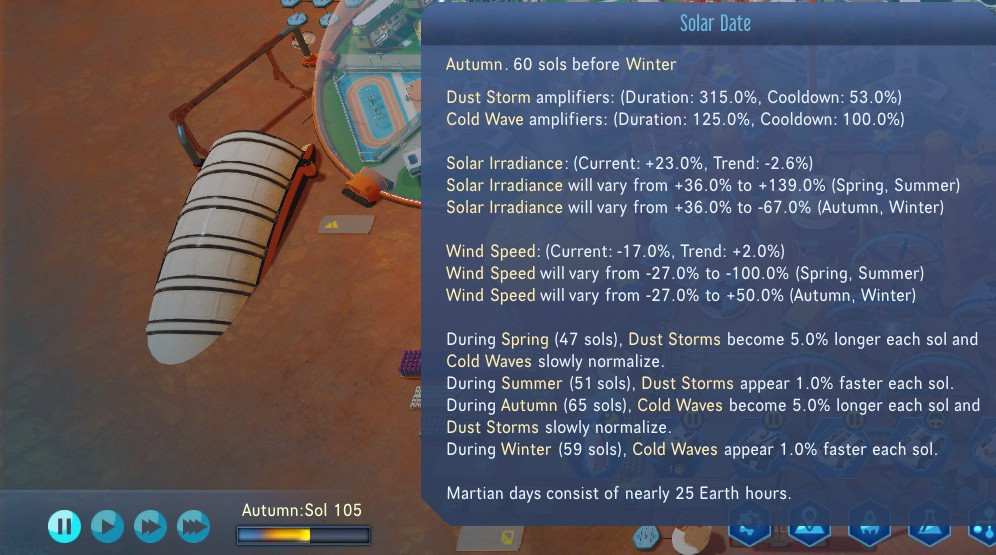 Solar Date
Autumn. 60 sols before Winter
Dust Storm amplifiers: (Duration: 315.0%, Cooldown: 53.0%)
Cold Wave amplifiers: (Duration: 125.0%, Cooldown: 100.0%)
Solar Irradiance: (Current: +23.0%, Trend: -2.6%)
Solar Irradiance will vary from +36.0% to +139.0% (Spring, Summer)
Solar Irradiance will vary from +36.0% to -67.0% (Autumn, Winter)
Wind Speed: (Current: -17.0%, Trend: +2.0%)
Wind Speed will vary from -27.0% to -100.0% (Spring, Summer)
Wind Speed will vary from -27.0% to +50.0% (Autumn, Winter)
During Spring (47 sols), Dust Storms become 5.0% longer each sol and
Cold Waves slowly normalize.
During Summer (51 sols), Dust Storms appear 1.0% faster each sol.
During Autumn (65 sols), Cold Waves become 5.0% longer each sol and
Dust Storms slowly normalize.
During Winter (59 sols), Cold Waves appear 1.0% faster each sol.
Martian days consist of nearly 25 Earth hours.
Autumn:Sol 105